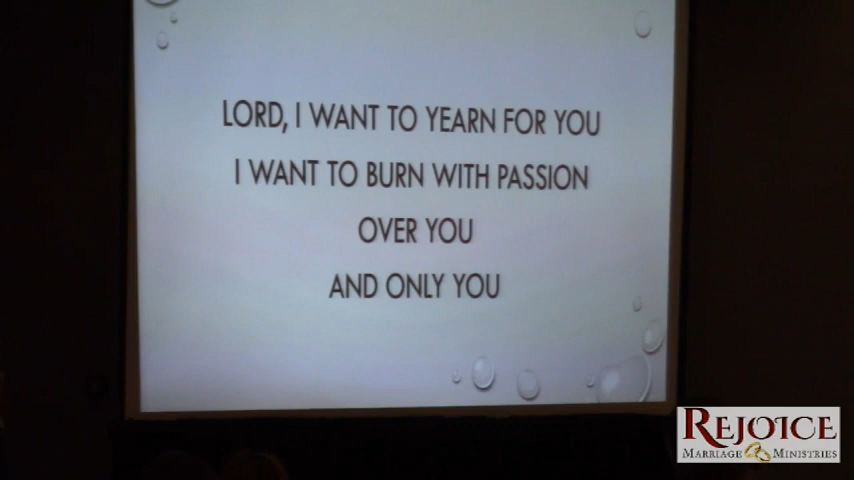 LORD, I WANT TO YEARN FOR YOU
I WANT TO BURN WITH PASSION
OVER YOU
AND ONLY YOU
REJOICE
MARRIAGE MINISTRIES